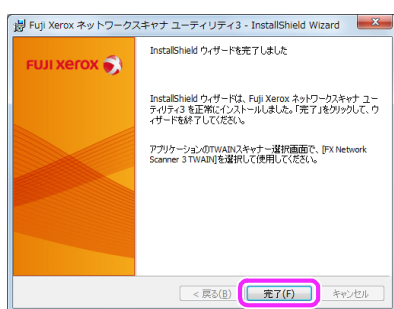 Fuji Xerox ネットワークスキャナ ユーティリティ3 - InstallShield Wizard
InstallShield ウィザードを完了しました
FUJI XEROX
InstallShield ウィザードは、Fuji Xerox ネットワークスキャナ ユー
ティリティ3 を正常にインストールしました。「完了」をクリックして、ウ
ィザードを終了してください。
アプリケーションのTWAINスキャナー選択画面で、[FX Network
Scanner 3 TWAIN]を選択して使用してください。
< 戻る(B)
完了(F)
キャンセル